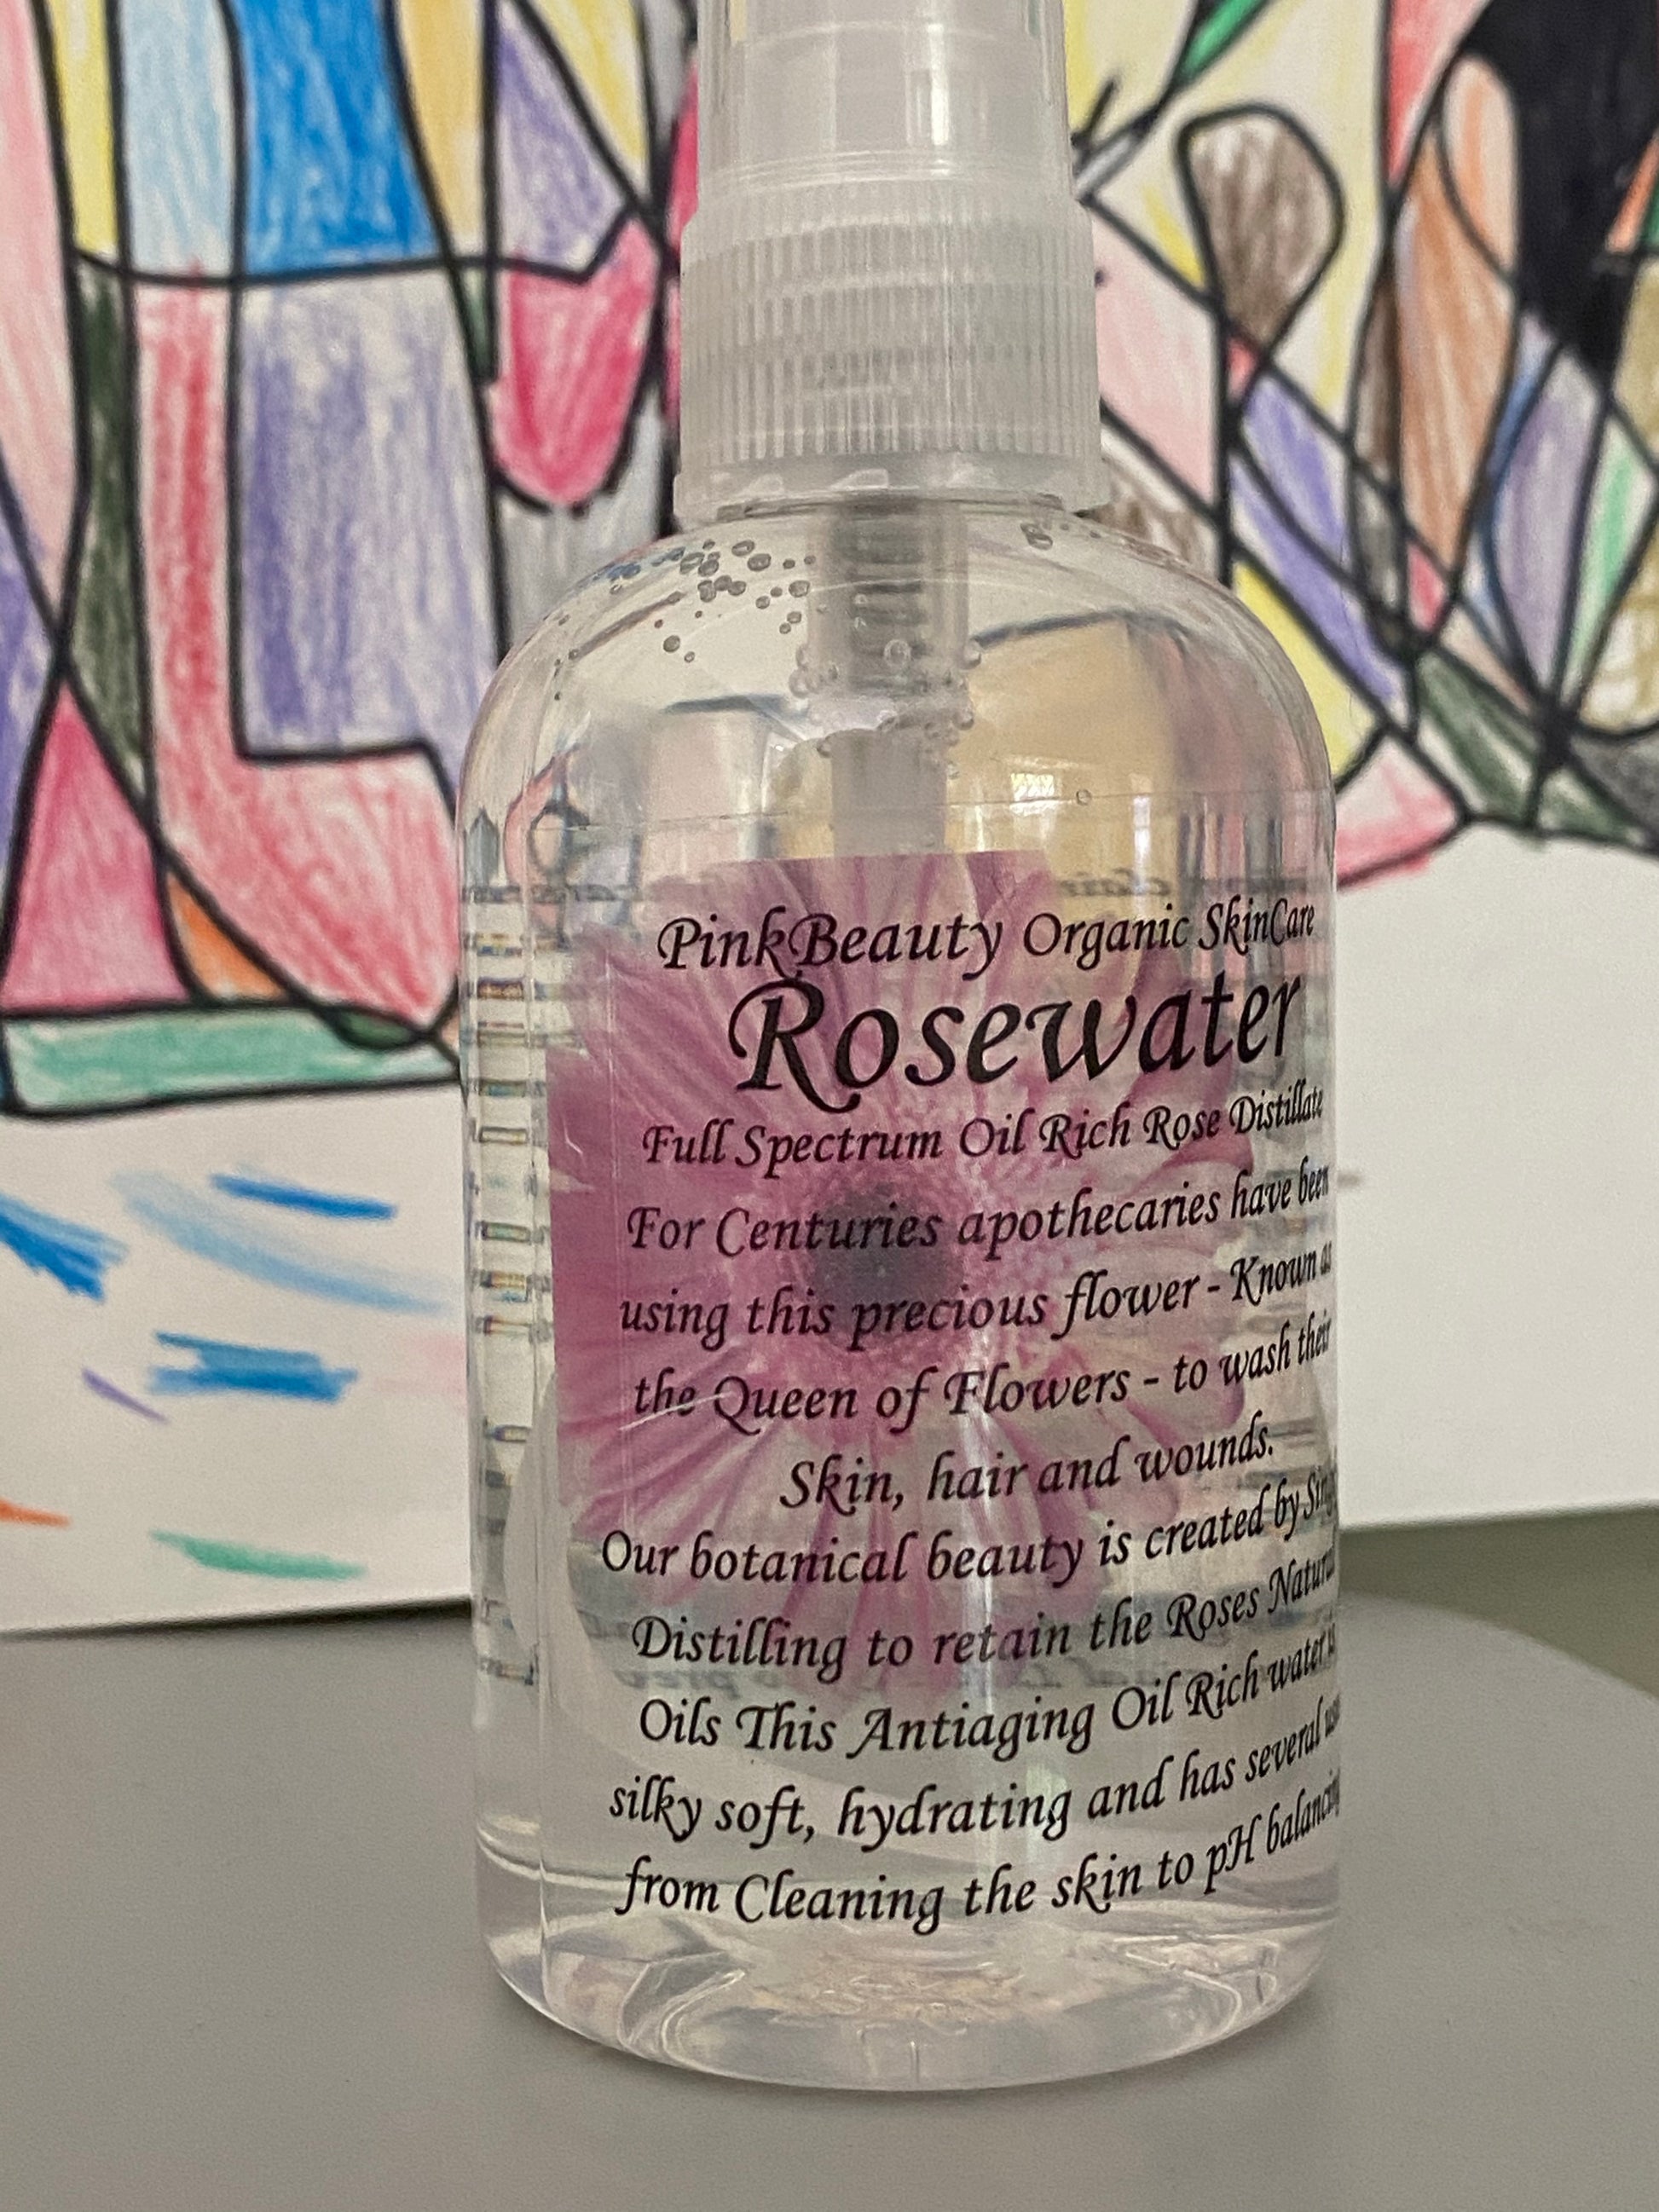 PinkBeauty Organic SkinCare
Rosewater
Full Spectrum Oil Rich Rose Distillate
For Centuries apothecaries have been
using this precious flower - Known as
the Queen of Flowers - to wash their
Skin, hair and wounds.
Our botanical beauty is created by
Distilling to retain the Roses Natural
Oils This Antiaging Oil Rich water is
silky soft, hydrating and has several
from Cleaning the skin to pH balancing